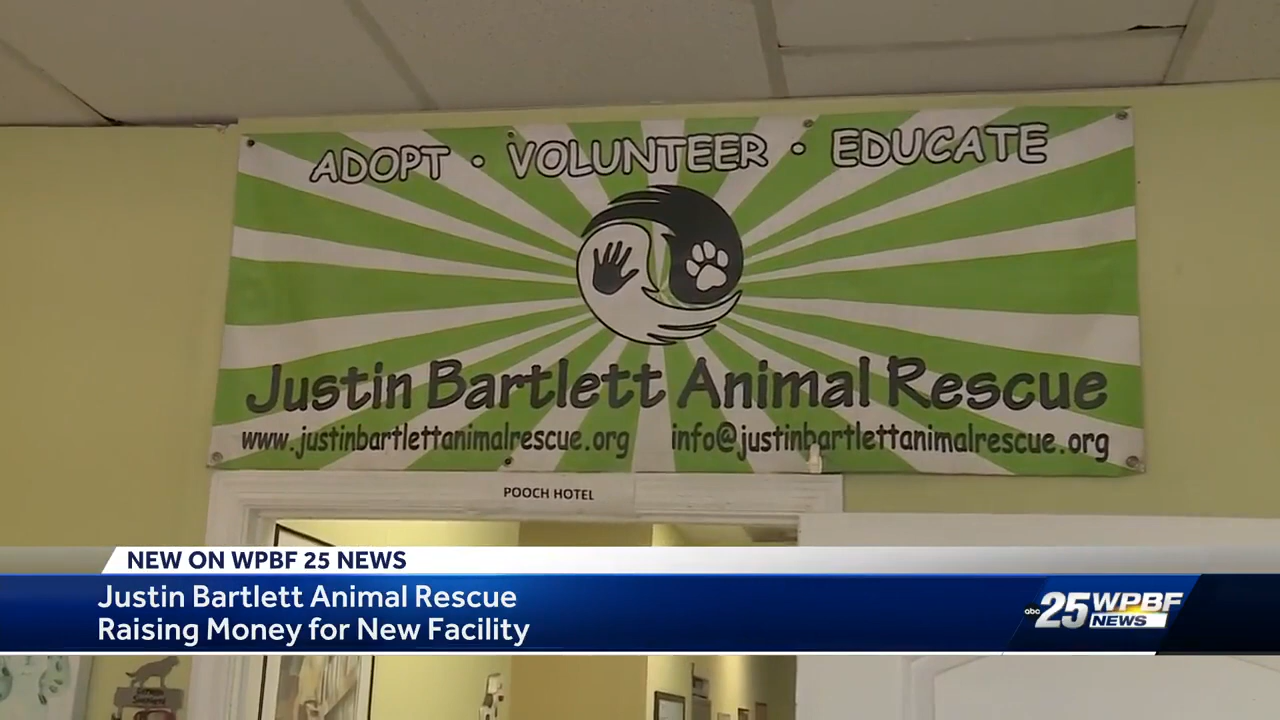 ADOPT • VOLUNTEER • EDUCATE
Justin Bartlett Animal Rescue
www.justinbartlettanimalrescue.org info@justinbartlettanimalrescue.org
POOCH HOTEL
NEW ON WPBF 25 NEWS
Justin Bartlett Animal Rescue
Raising Money for New Facility
abc 25 WPBF
NEWS